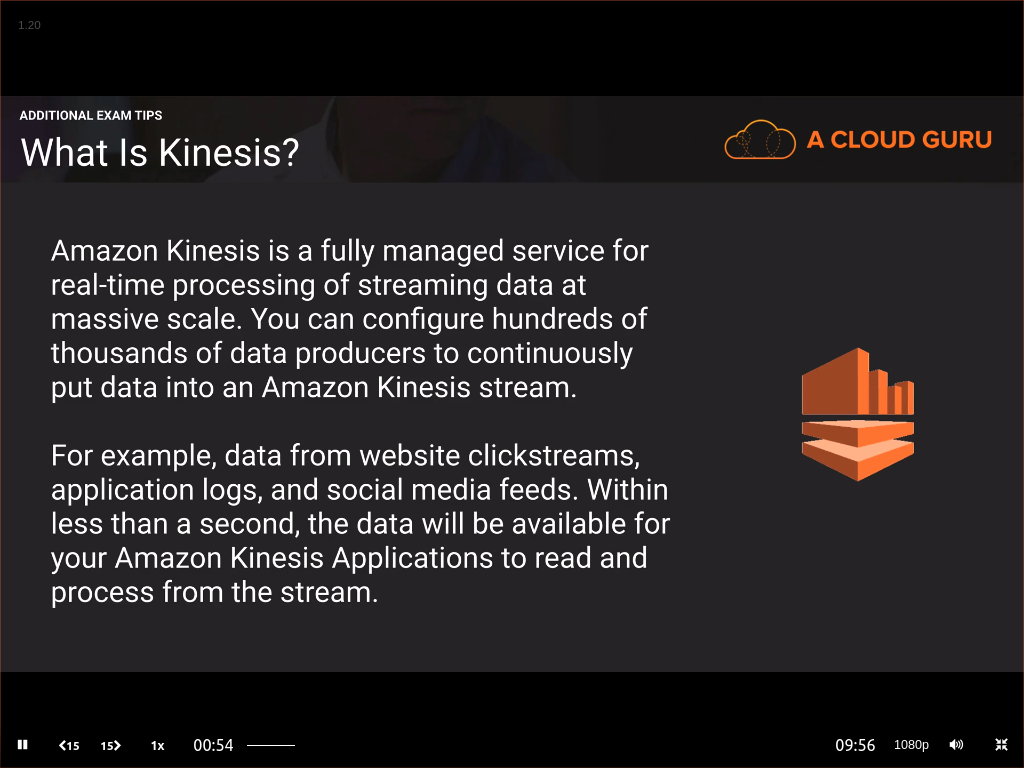 1.20
ADDITIONAL EXAM TIPS
What Is Kinesis?
A CLOUD GURU
Amazon Kinesis is a fully managed service for
real-time processing of streaming data at
massive scale. You can configure hundreds of
thousands of data producers to continuously
put data into an Amazon Kinesis stream.
For example, data from website clickstreams,
application logs, and social media feeds. Within
less than a second, the data will be available for
your Amazon Kinesis Applications to read and
process from the stream.
15 15 1x 00:54 09:56 1080p